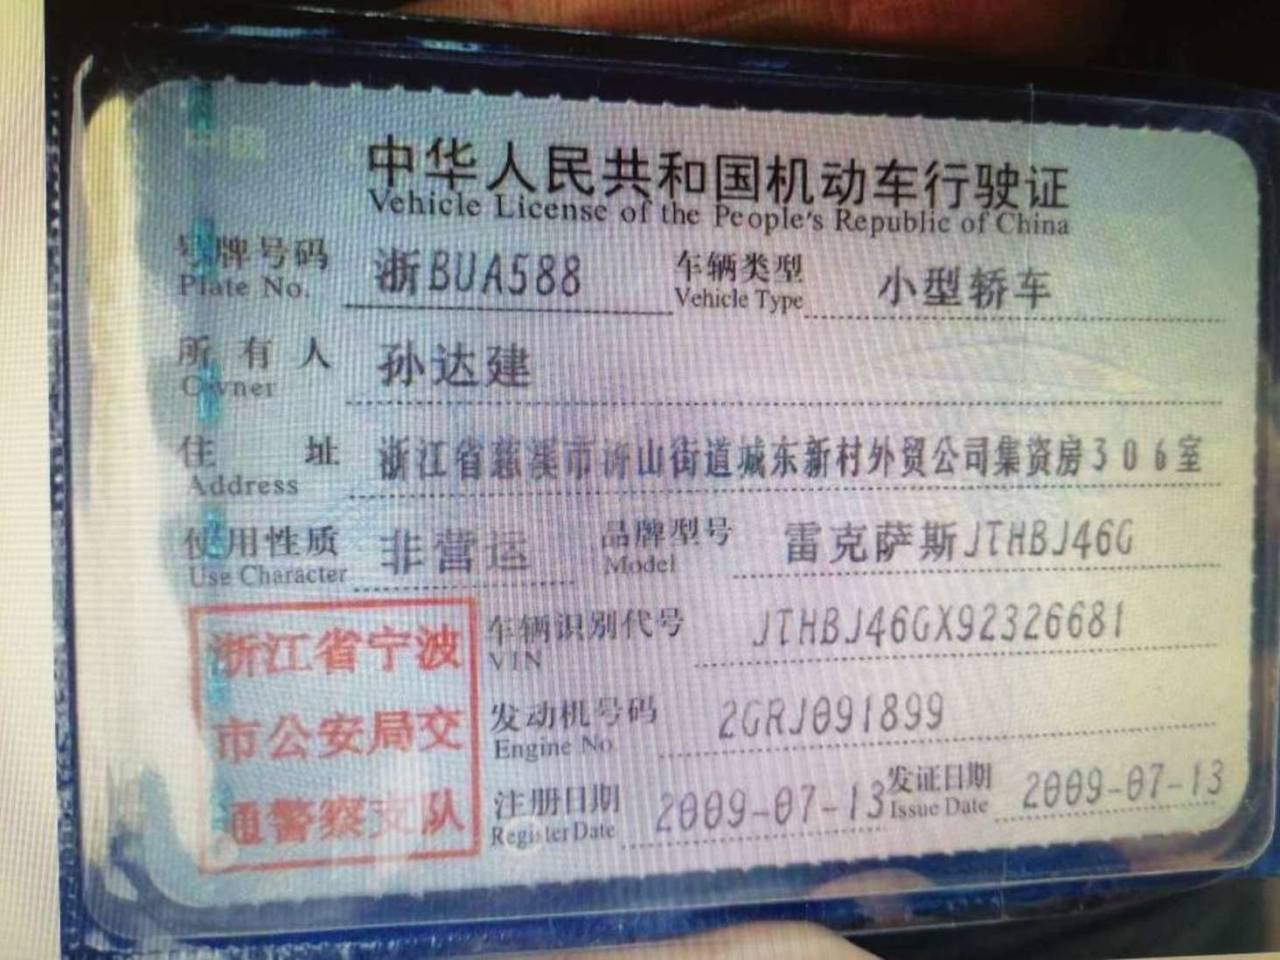 中华人民共和国机动车行驶证
Vehicle License of the People's Republic of China
号牌号码 浙BUA588 车辆类型 小型轿车
Plate No. Vehicle Type
所有人 孙达建
Owner
住址 浙江省慈溪市浒山街道城东新村外贸公司集资房306室
Address
使用性质 非营运 品牌型号 雷克萨斯JTHBJ46G
Use Character Model
浙江省宁波 车辆识别代号 JTHBJ46GX92326681
VIN
市公安局交 发动机号码 2GRJ091899
Engine No.
通警察支队 注册日期 2009-07-13 发证日期 2009-07-13
Register Date Issue Date